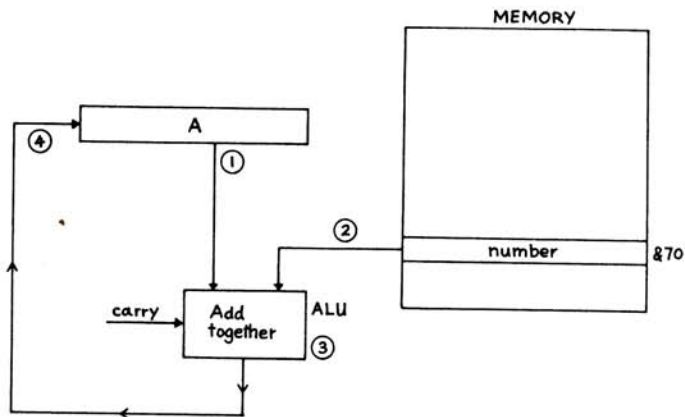 MEMORY
A
④
①
②
number
&70
carry
Add
together
ALU
③